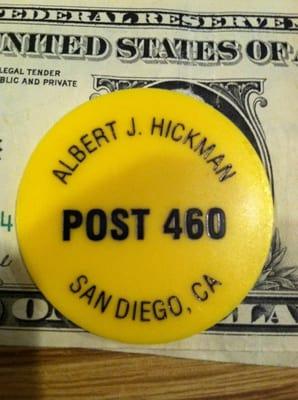 FEDERAL RESERVE
UNITED STATES OF
LEGAL TENDER
BLIC AND PRIVATE
ALBERT J. HICKMAN
POST 460
SAN DIEGO, CA